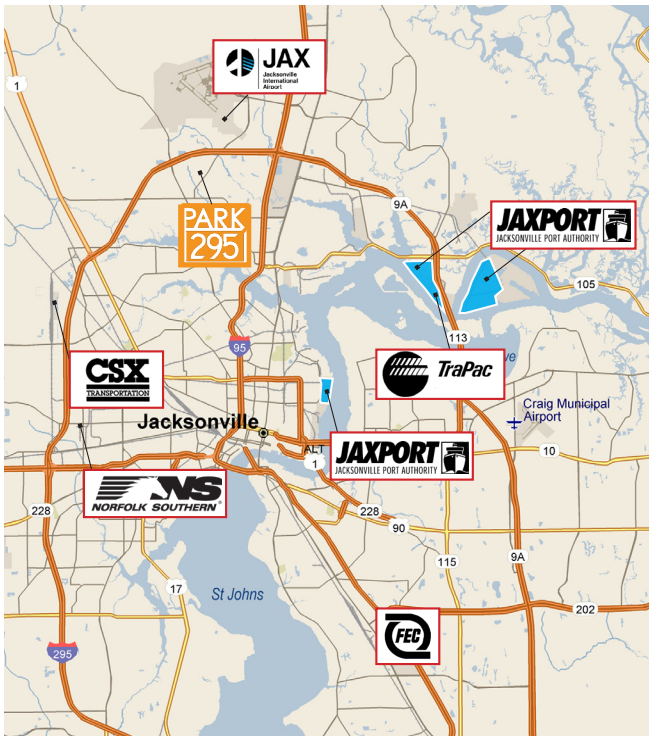 JAX
Jacksonville
International
Airport
1
9A
JAXPORT
JACKSONVILLE PORT AUTHORITY
PARK
295
105
113
95
TraPac
CSX
TRANSPORTATION
Craig Municipal
Airport
Jacksonville
JAXPORT
JACKSONVILLE PORT AUTHORITY
ALT
1
10
NS
NORFOLK SOUTHERN
228
228
90
9A
115
17
St Johns
202
FEC
295